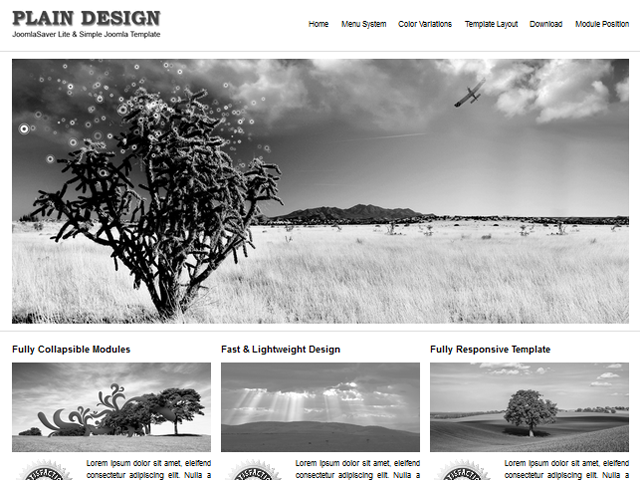 PLAIN DESIGN
JoomlaSaver Lite & Simple Joomla Template
Home Menu System Color Variations Template Layout Download Module Position
Fully Collapsible Modules Fast & Lightweight Design Fully Responsive Template
Lorem ipsum dolor sit amet, eleifend
consectetur adipiscing elit. Nulla a
Lorem ipsum dolor sit amet, eleifend
consectetur adipiscing elit. Nulla a
Lorem ipsum dolor sit amet, eleifend
consectetur adipiscing elit. Nulla a